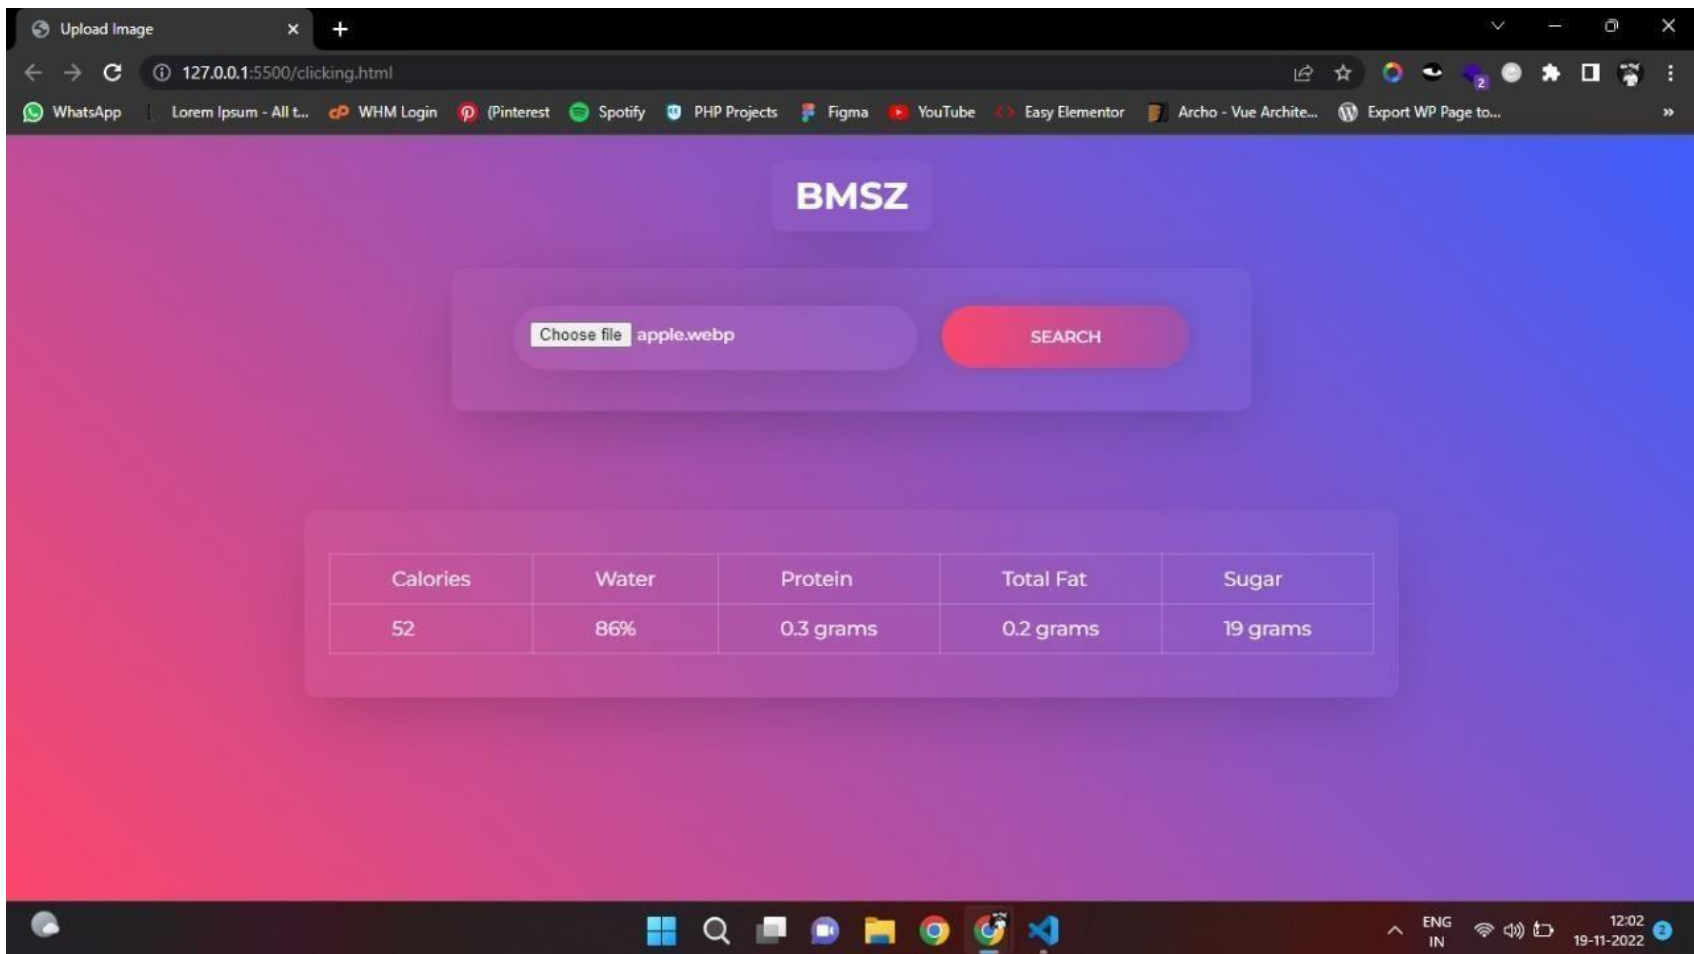 Upload Image
127.0.0.1:5500/clicking.html
WhatsApp Lorem Ipsum - All t... WHM Login (Pinterest Spotify PHP Projects Figma YouTube Easy Elementor Archo - Vue Archite... Export WP Page to...
BMSZ
Choose file apple.webp SEARCH
Calories Water Protein Total Fat Sugar
52 86% 0.3 grams 0.2 grams 19 grams
ENG 12:02
IN 19-11-2022 2